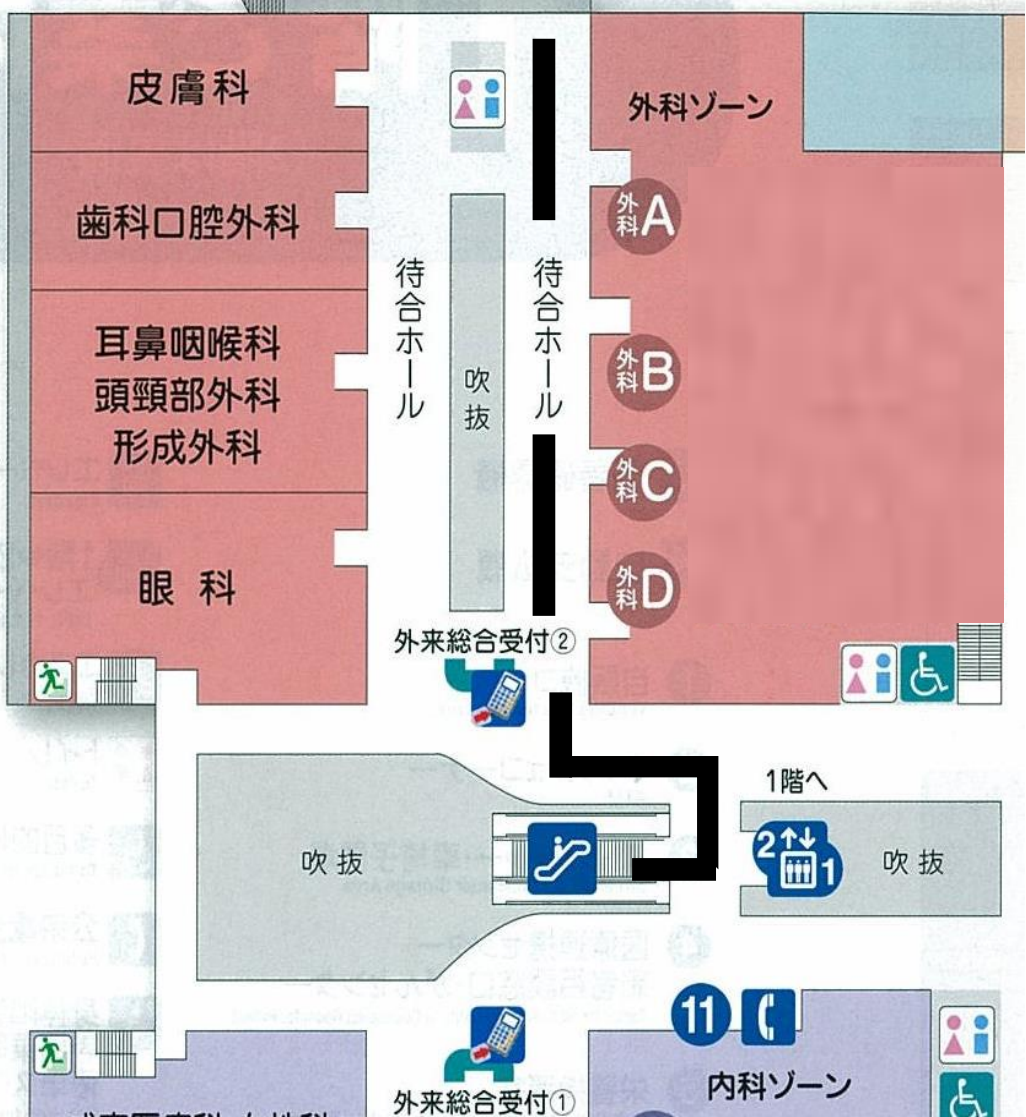 皮膚科
外科ゾーン
歯科口腔外科
外科A
待合ホール
待合ホール
耳鼻咽喉科
頭頸部外科
形成外科
吹抜
外科B
外科C
眼科
外科D
外来総合受付②
1階へ
吹抜
2
1
吹抜
11
内科ゾーン
外来総合受付①